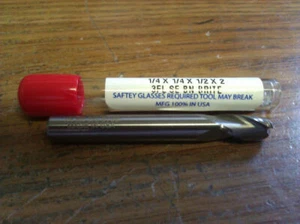 1/4 X 1/4 X 1/2 X 2
3FL SE BN BRITE
SAFTEY GLASSES REQUIRED TOOL MAY BREAK
MFG 100% IN USA